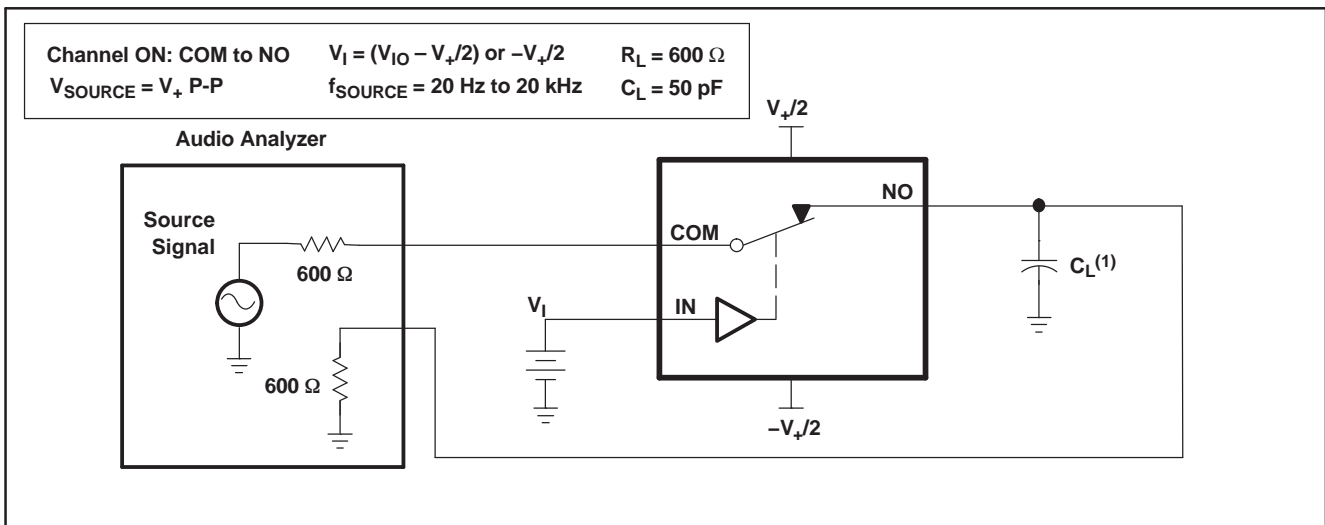 Channel ON: COM to NO V_I = (V_IO – V_+/2) or –V_+/2 R_L = 600 Ω
V_SOURCE = V_+ P-P f_SOURCE = 20 Hz to 20 kHz C_L = 50 pF
Audio Analyzer
V_+/2
Source
Signal
600 Ω
COM
NO
C_L(1)
V_I
IN
600 Ω
–V_+/2